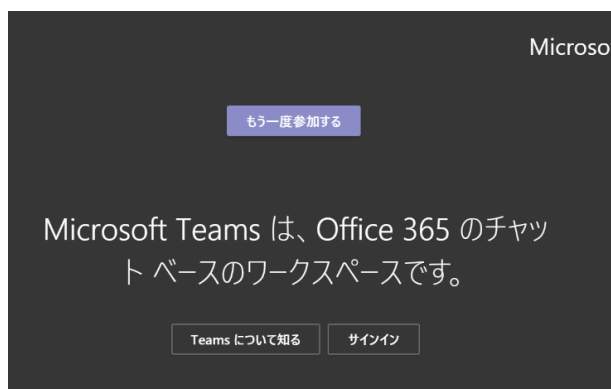 Microso
もう一度参加する
Microsoft Teams は、Office 365 のチャッ
ト ベースのワークスペースです。
Teams について知る
サインイン